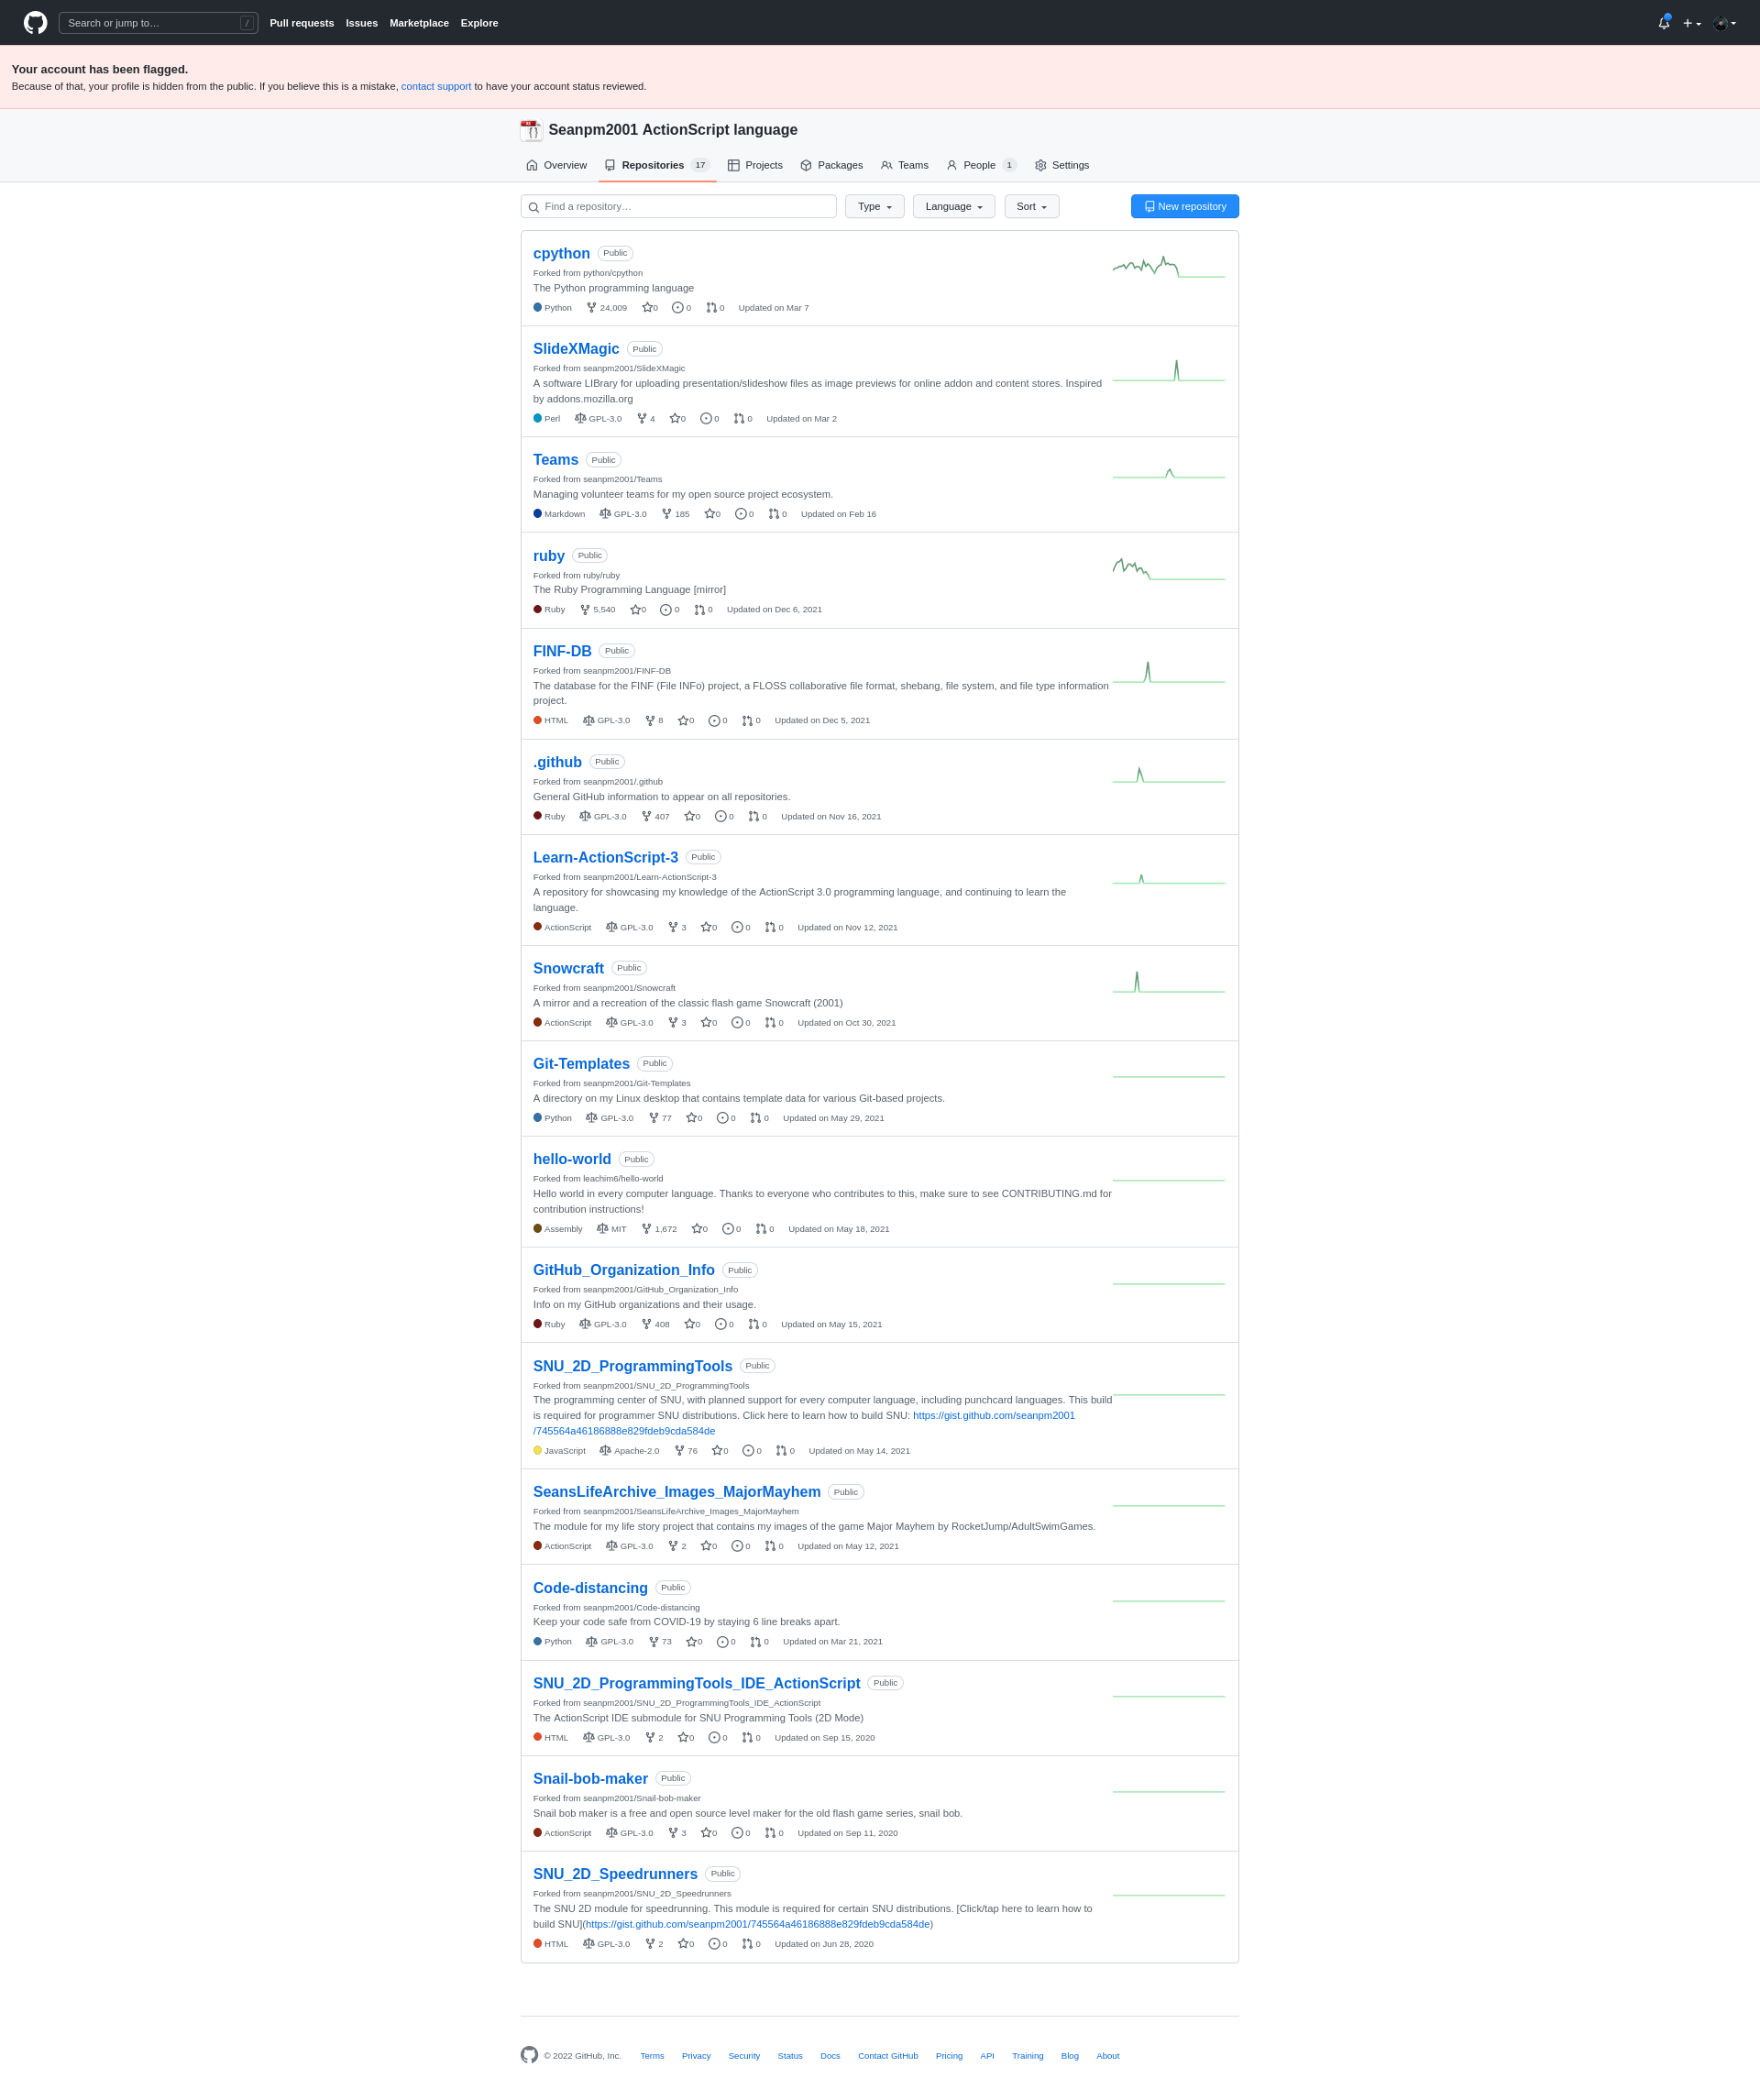 Search or jump to… /
Pull requests Issues Marketplace Explore
Your account has been flagged.
Because of that, your profile is hidden from the public. If you believe this is a mistake, contact support to have your account status reviewed.
Seanpm2001 ActionScript language
Overview Repositories 17 Projects Packages Teams People 1 Settings
Find a repository… Type Language Sort New repository
cpython Public
Forked from python/cpython
The Python programming language
Python 24,009 0 0 0 Updated on Mar 7
SlideXMagic Public
Forked from seanpm2001/SlideXMagic
A software LIBrary for uploading presentation/slideshow files as image previews for online addon and content stores. Inspired
by addons.mozilla.org
Perl GPL-3.0 4 0 0 0 Updated on Mar 2
Teams Public
Forked from seanpm2001/Teams
Managing volunteer teams for my open source project ecosystem.
Markdown GPL-3.0 185 0 0 0 Updated on Feb 16
ruby Public
Forked from ruby/ruby
The Ruby Programming Language [mirror]
Ruby 5,540 0 0 0 Updated on Dec 6, 2021
FINF-DB Public
Forked from seanpm2001/FINF-DB
The database for the FINF (File INFo) project, a FLOSS collaborative file format, shebang, file system, and file type information
project.
HTML GPL-3.0 8 0 0 0 Updated on Dec 5, 2021
.github Public
Forked from seanpm2001/.github
General GitHub information to appear on all repositories.
Ruby GPL-3.0 407 0 0 0 Updated on Nov 16, 2021
Learn-ActionScript-3 Public
Forked from seanpm2001/Learn-ActionScript-3
A repository for showcasing my knowledge of the ActionScript 3.0 programming language, and continuing to learn the
language.
ActionScript GPL-3.0 3 0 0 0 Updated on Nov 12, 2021
Snowcraft Public
Forked from seanpm2001/Snowcraft
A mirror and a recreation of the classic flash game Snowcraft (2001)
ActionScript GPL-3.0 3 0 0 0 Updated on Oct 30, 2021
Git-Templates Public
Forked from seanpm2001/Git-Templates
A directory on my Linux desktop that contains template data for various Git-based projects.
Python GPL-3.0 77 0 0 0 Updated on May 29, 2021
hello-world Public
Forked from leachim6/hello-world
Hello world in every computer language. Thanks to everyone who contributes to this, make sure to see CONTRIBUTING.md for
contribution instructions!
Assembly MIT 1,672 0 0 0 Updated on May 18, 2021
GitHub_Organization_Info Public
Forked from seanpm2001/GitHub_Organization_Info
Info on my GitHub organizations and their usage.
Ruby GPL-3.0 408 0 0 0 Updated on May 15, 2021
SNU_2D_ProgrammingTools Public
Forked from seanpm2001/SNU_2D_ProgrammingTools
The programming center of SNU, with planned support for every computer language, including punchcard languages. This build
is required for programmer SNU distributions. Click here to learn how to build SNU: https://gist.github.com/seanpm2001
/745564a46186888e829fdeb9cda584de
JavaScript Apache-2.0 76 0 0 0 Updated on May 14, 2021
SeansLifeArchive_Images_MajorMayhem Public
Forked from seanpm2001/SeansLifeArchive_Images_MajorMayhem
The module for my life story project that contains my images of the game Major Mayhem by RocketJump/AdultSwimGames.
ActionScript GPL-3.0 2 0 0 0 Updated on May 12, 2021
Code-distancing Public
Forked from seanpm2001/Code-distancing
Keep your code safe from COVID-19 by staying 6 line breaks apart.
Python GPL-3.0 73 0 0 0 Updated on Mar 21, 2021
SNU_2D_ProgrammingTools_IDE_ActionScript Public
Forked from seanpm2001/SNU_2D_ProgrammingTools_IDE_ActionScript
The ActionScript IDE submodule for SNU Programming Tools (2D Mode)
HTML GPL-3.0 2 0 0 0 Updated on Sep 15, 2020
Snail-bob-maker Public
Forked from seanpm2001/Snail-bob-maker
Snail bob maker is a free and open source level maker for the old flash game series, snail bob.
ActionScript GPL-3.0 3 0 0 0 Updated on Sep 11, 2020
SNU_2D_Speedrunners Public
Forked from seanpm2001/SNU_2D_Speedrunners
The SNU 2D module for speedrunning. This module is required for certain SNU distributions. [Click/tap here to learn how to
build SNU](https://gist.github.com/seanpm2001/745564a46186888e829fdeb9cda584de)
HTML GPL-3.0 2 0 0 0 Updated on Jun 28, 2020
© 2022 GitHub, Inc. Terms Privacy Security Status Docs Contact GitHub Pricing API Training Blog About